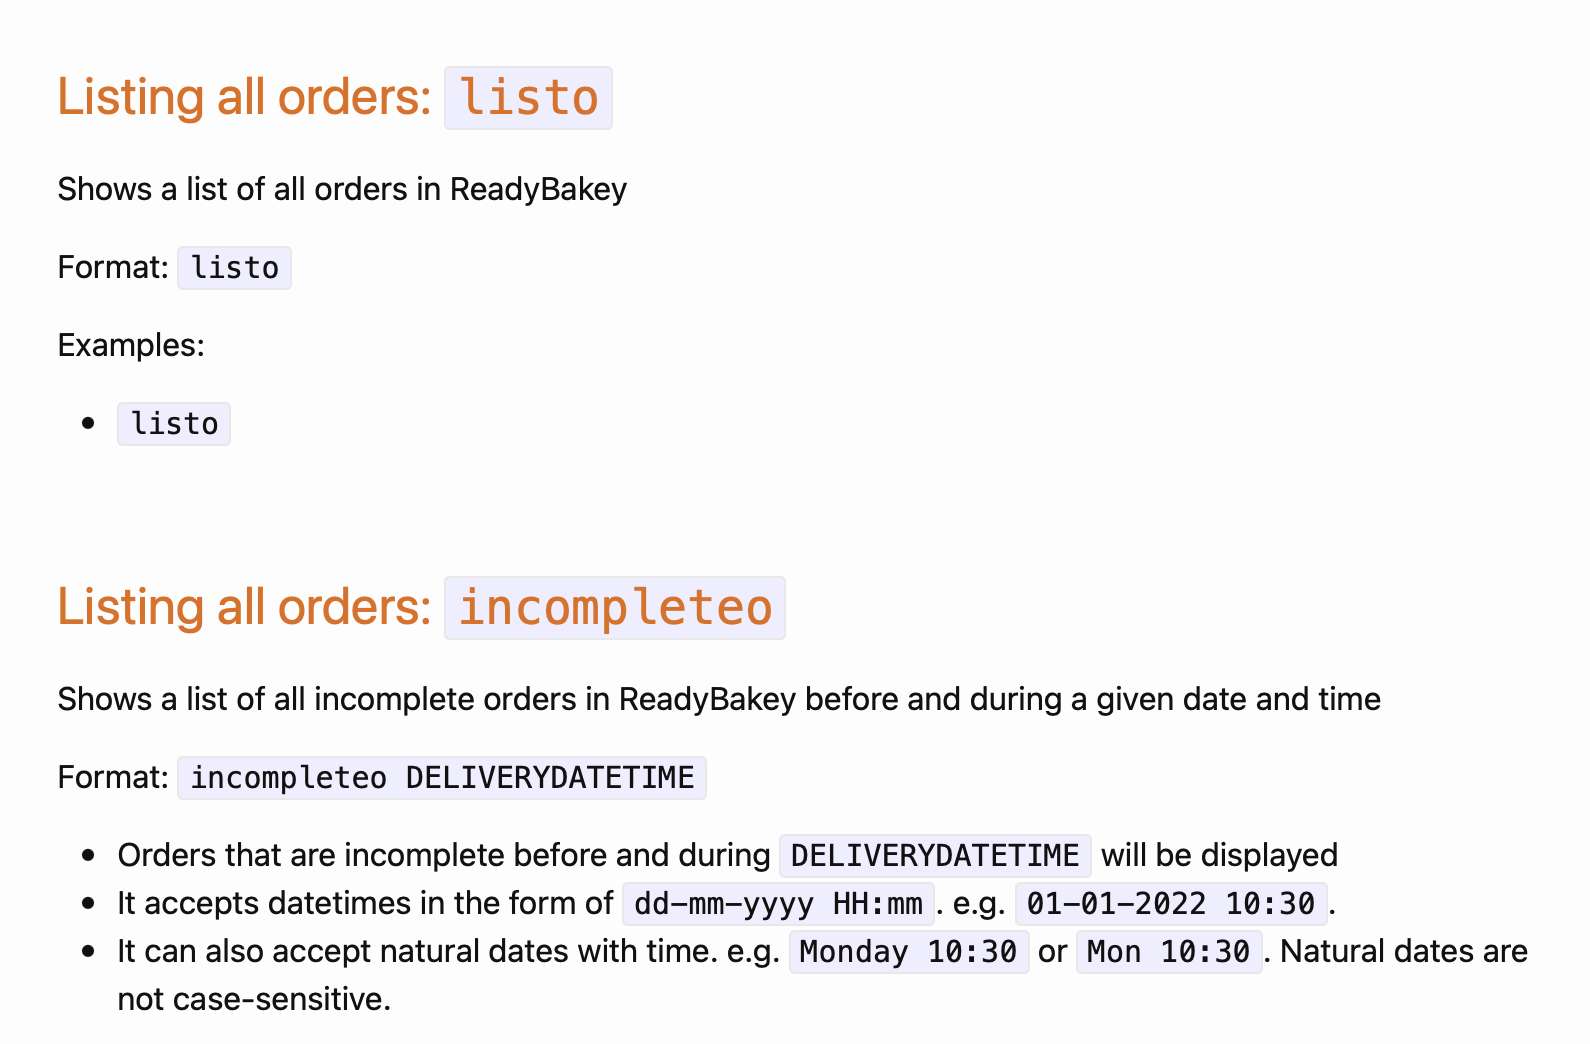 Listing all orders: listo
Shows a list of all orders in ReadyBakey
Format: listo
Examples:
• listo
Listing all orders: incompleteo
Shows a list of all incomplete orders in ReadyBakey before and during a given date and time
Format: incompleteo DELIVERYDATETIME
• Orders that are incomplete before and during DELIVERYDATETIME will be displayed
• It accepts datetimes in the form of dd-mm-yyyy HH:mm. e.g. 01-01-2022 10:30.
• It can also accept natural dates with time. e.g. Monday 10:30 or Mon 10:30. Natural dates are
not case-sensitive.